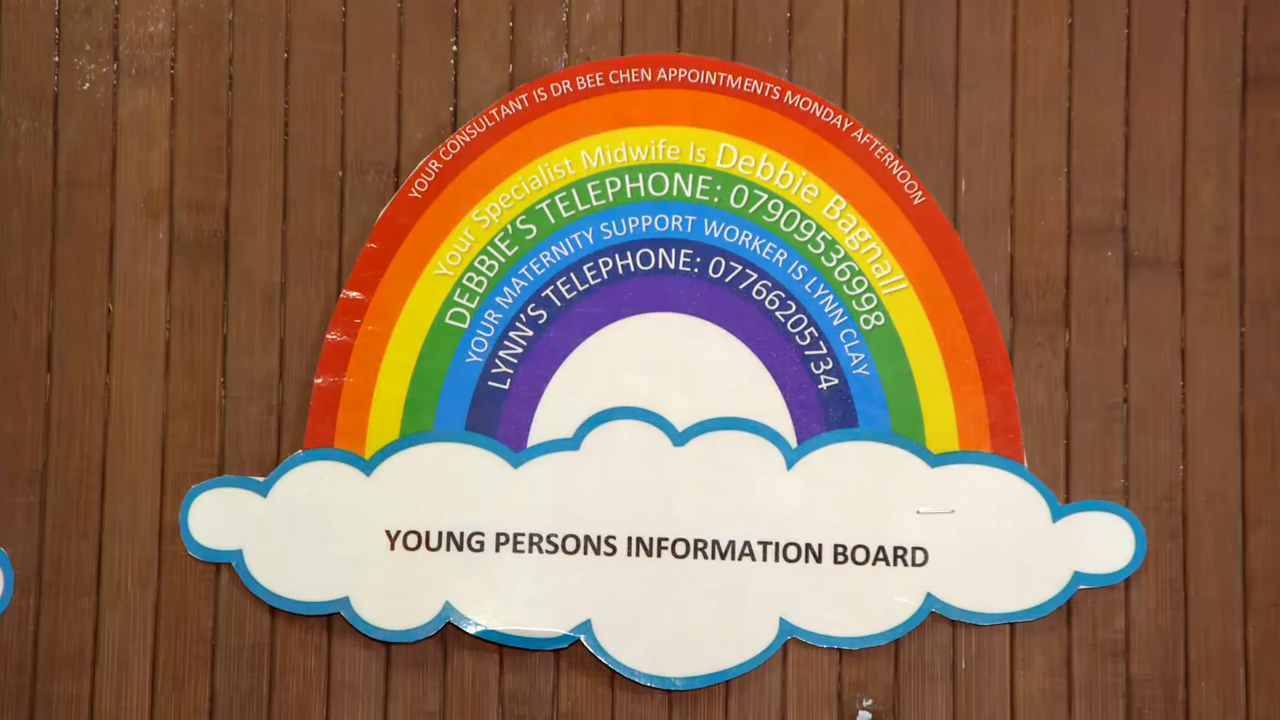 YOUR CONSULTANT IS DR BEE CHEN APPOINTMENTS MONDAY AFTERNOON
Your Specialist Midwife Is Debbie Bagnall
DEBBIE'S TELEPHONE: 07909536998
YOUR MATERNITY SUPPORT WORKER IS LYNN CLAY
LYNN'S TELEPHONE: 07766205734
YOUNG PERSONS INFORMATION BOARD